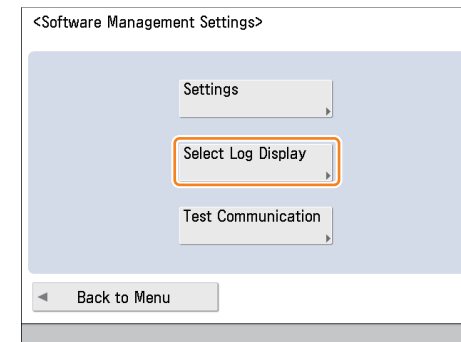 <Software Management Settings>
Settings
Select Log Display
Test Communication
Back to Menu